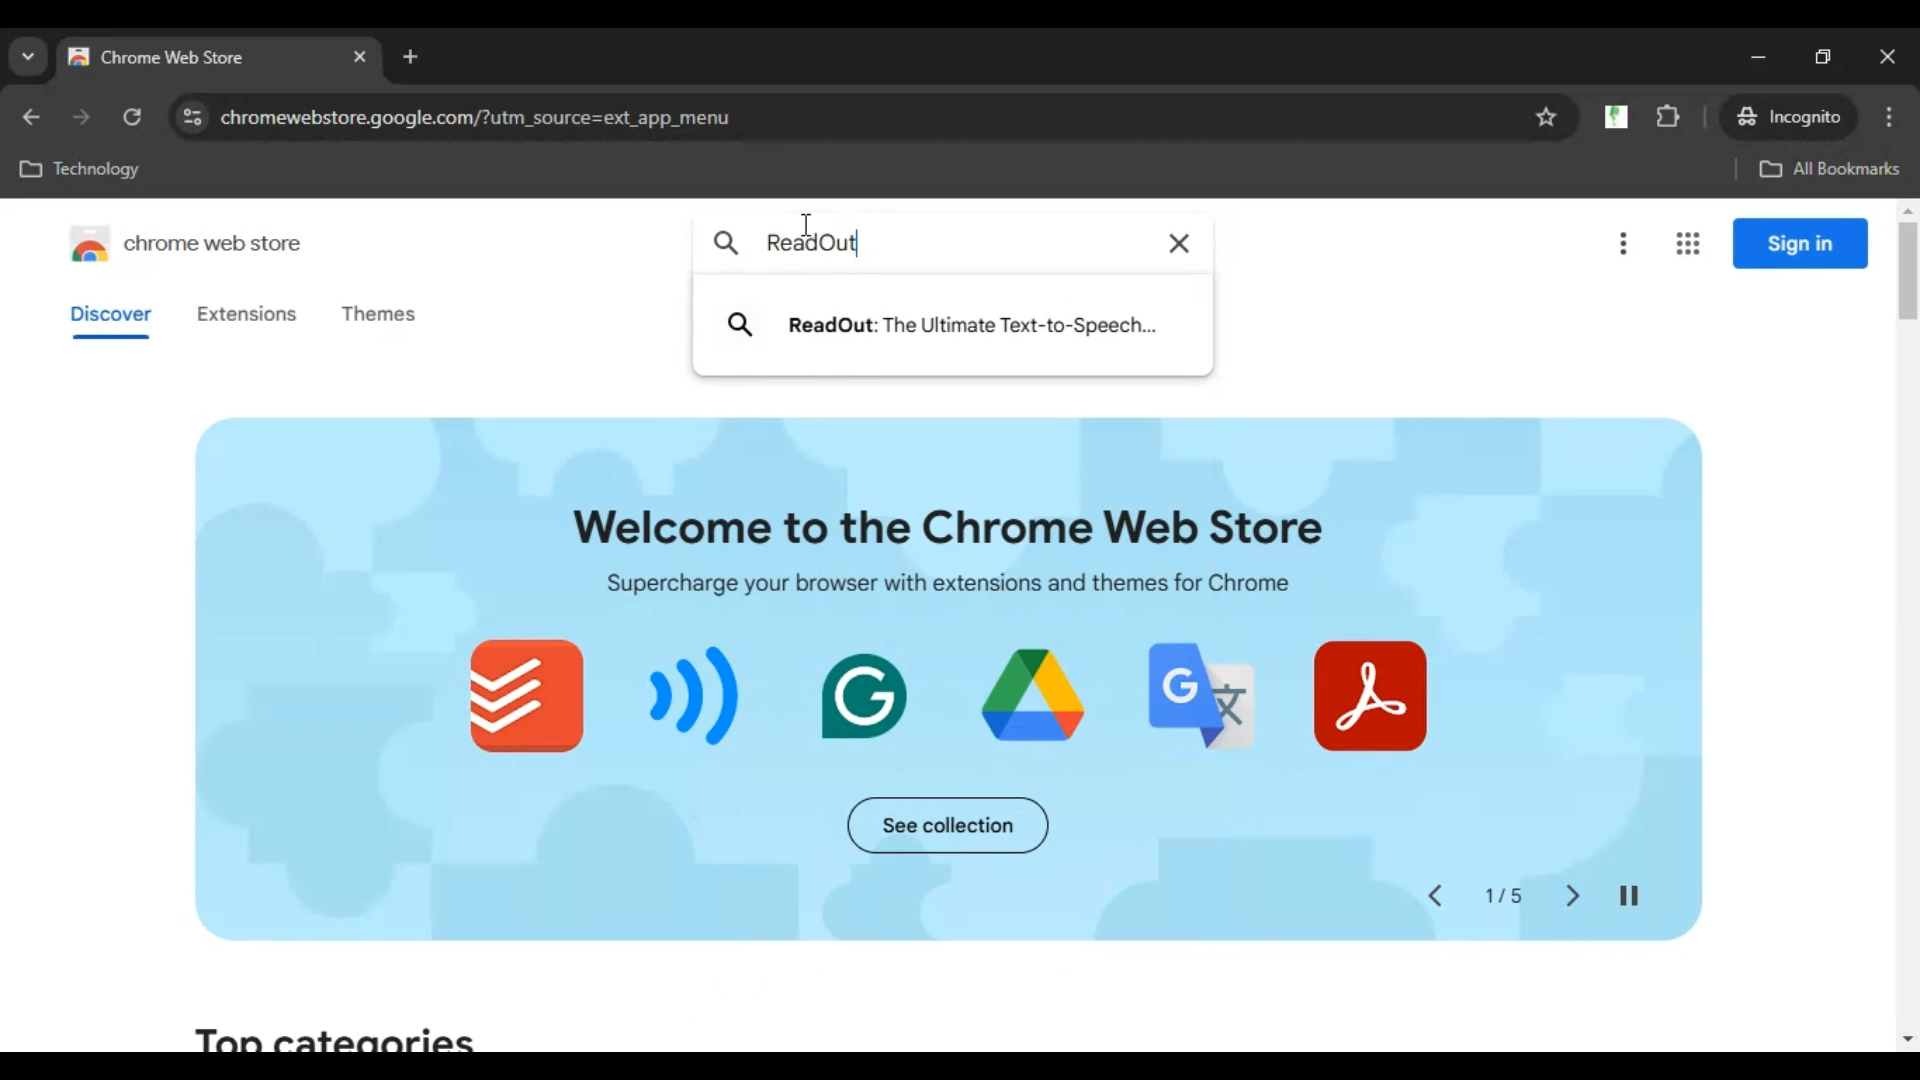 Chrome Web Store
chromewebstore.google.com/?utm_source=ext_app_menu
Incognito
Technology
All Bookmarks
chrome web store
ReadOut
Sign in
Discover
Extensions
Themes
ReadOut: The Ultimate Text-to-Speech...
Welcome to the Chrome Web Store
Supercharge your browser with extensions and themes for Chrome
G
G 文
See collection
1 / 5
Top categories